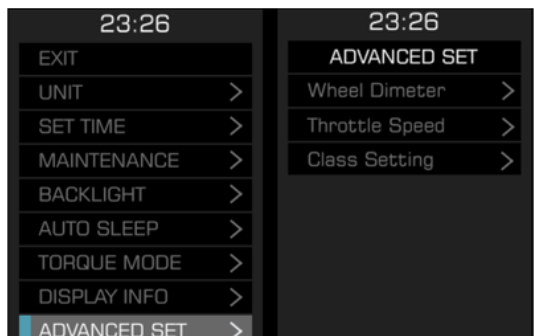 23:26
EXIT
UNIT >
SET TIME >
MAINTENANCE >
BACKLIGHT >
AUTO SLEEP >
TORQUE MODE >
DISPLAY INFO >
ADVANCED SET >
23:26
ADVANCED SET
Wheel Dimeter >
Throttle Speed >
Class Setting >